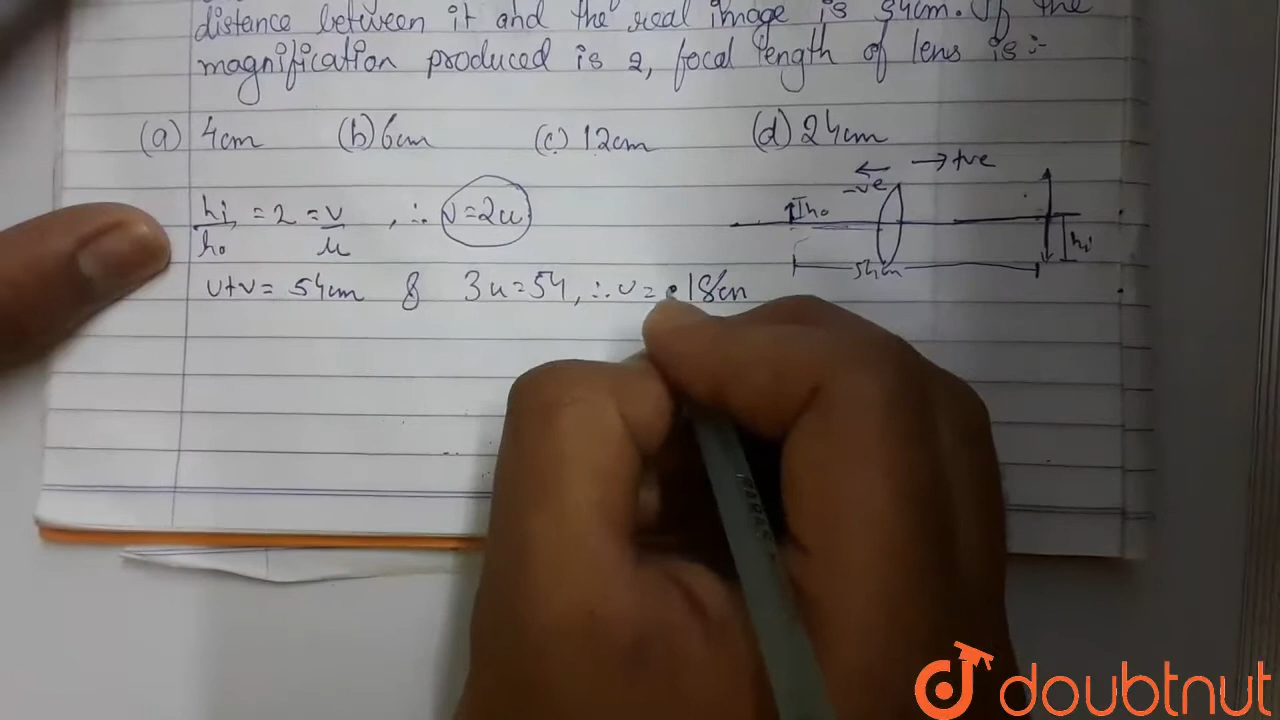 distance between it and the real image is 54cm. If the
magnification produced is 2, focal length of lens is :-
(a) 4cm (b) 6cm (c) 12cm (d) 24cm
hi/ho = 2 = v/u , ∴ v=2u
u+v = 54cm & 3u=54, ∴ u = 18cm
-ve +ve
ho
hi
54cm
doubtnut